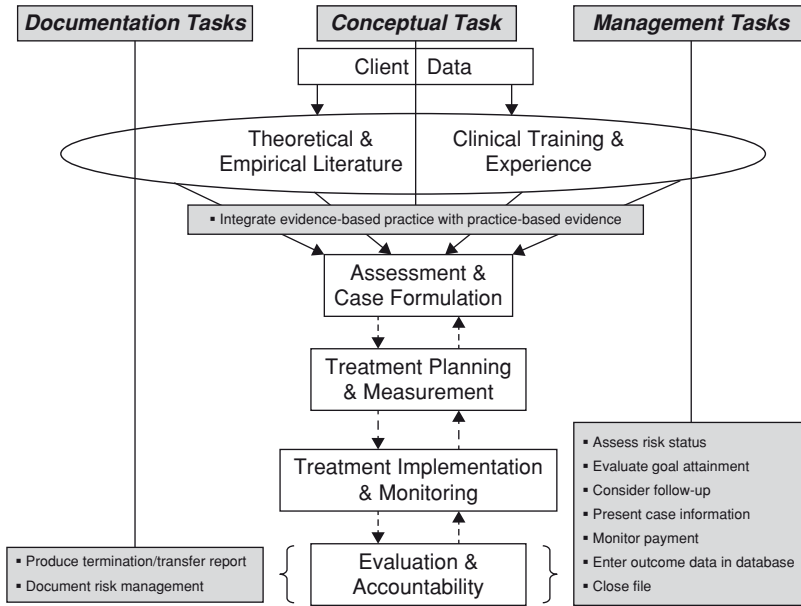 Documentation Tasks
Conceptual Task
Management Tasks
Client Data
Theoretical &
Empirical Literature
Clinical Training &
Experience
▪ Integrate evidence-based practice with practice-based evidence
Assessment &
Case Formulation
Treatment Planning
& Measurement
Treatment Implementation
& Monitoring
Evaluation &
Accountability
▪ Produce termination/transfer report
▪ Document risk management
▪ Assess risk status
▪ Evaluate goal attainment
▪ Consider follow-up
▪ Present case information
▪ Monitor payment
▪ Enter outcome data in database
▪ Close file